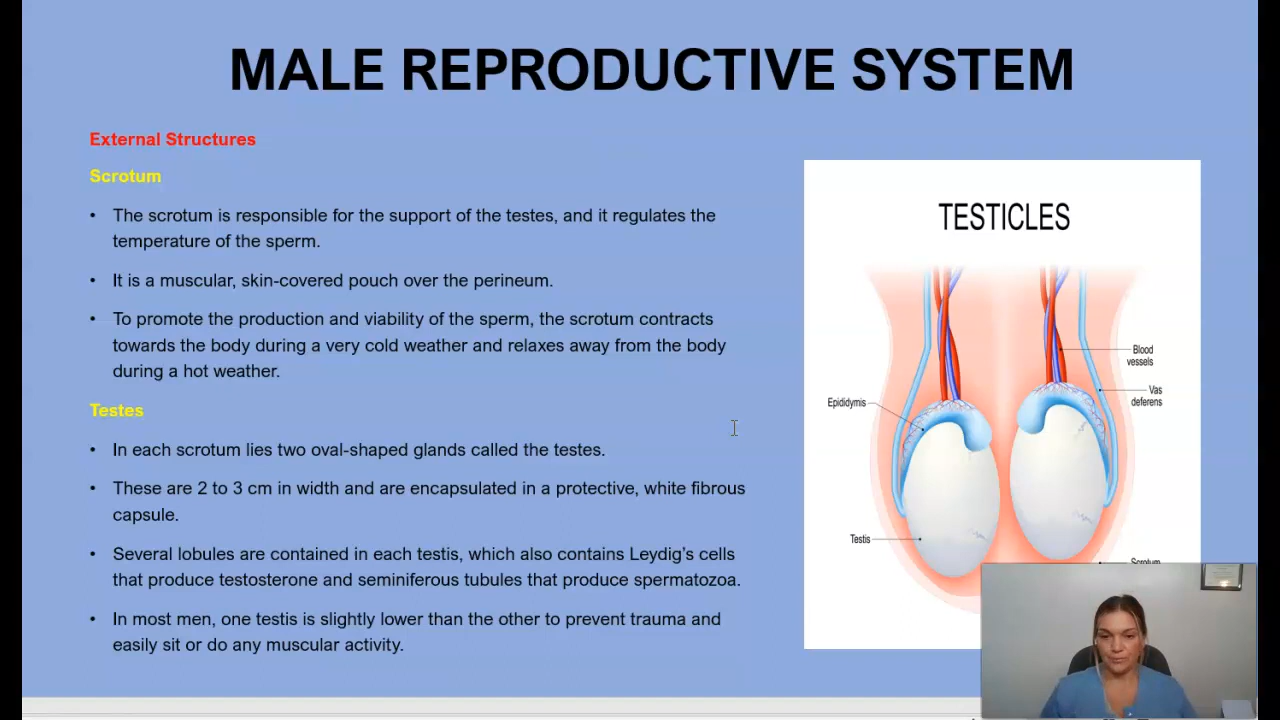 MALE REPRODUCTIVE SYSTEM
External Structures
Scrotum
• The scrotum is responsible for the support of the testes, and it regulates the
temperature of the sperm.
• It is a muscular, skin-covered pouch over the perineum.
• To promote the production and viability of the sperm, the scrotum contracts
towards the body during a very cold weather and relaxes away from the body
during a hot weather.
Testes
• In each scrotum lies two oval-shaped glands called the testes.
• These are 2 to 3 cm in width and are encapsulated in a protective, white fibrous
capsule.
• Several lobules are contained in each testis, which also contains Leydig’s cells
that produce testosterone and seminiferous tubules that produce spermatozoa.
• In most men, one testis is slightly lower than the other to prevent trauma and
easily sit or do any muscular activity.
TESTICLES
Blood
vessels
Vas
deferens
Epididymis
Testis
Scrotum